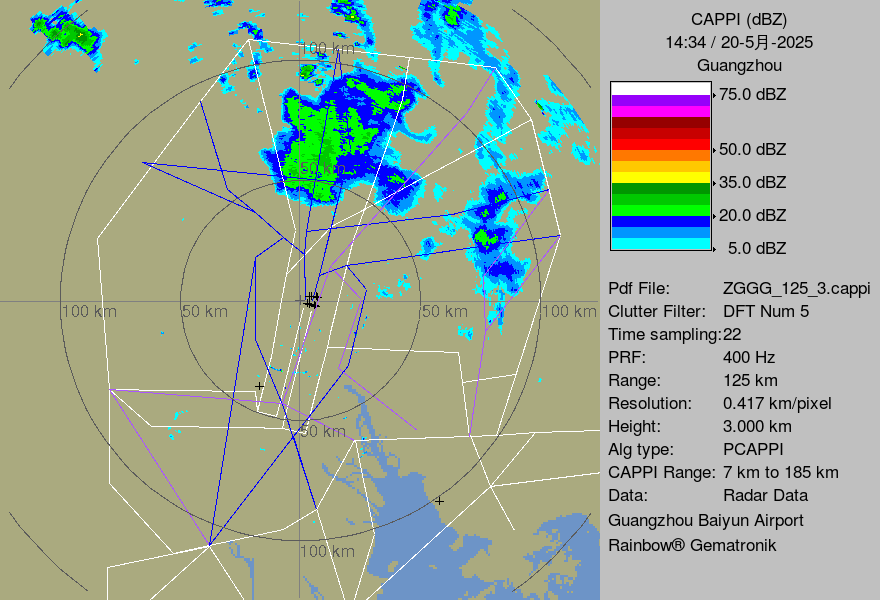 CAPPI (dBZ)
14:34 / 20-5月-2025
Guangzhou
75.0 dBZ
50.0 dBZ
35.0 dBZ
20.0 dBZ
5.0 dBZ
Pdf File: ZGGG_125_3.cappi
Clutter Filter: DFT Num 5
Time sampling:22
PRF: 400 Hz
Range: 125 km
Resolution: 0.417 km/pixel
Height: 3.000 km
Alg type: PCAPPI
CAPPI Range: 7 km to 185 km
Data: Radar Data
Guangzhou Baiyun Airport
Rainbow® Gematronik
100 km
50 km
100 km
50 km
50 km
100 km
50 km
100 km